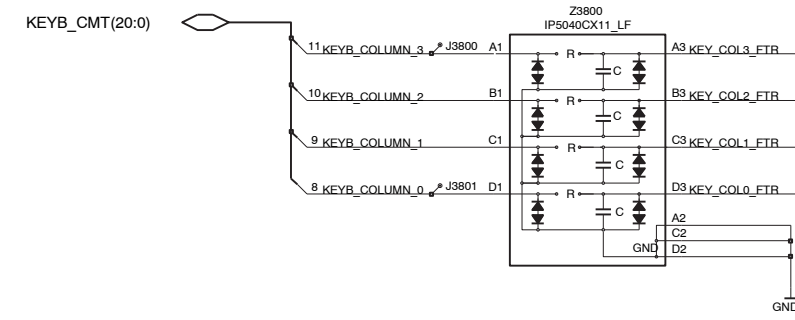 Z3800
KEYB_CMT(20:0)
IP5040CX11_LF
11 KEYB_COLUMN_3 J3800 A1 R A3 KEY_COL3_FTR
C
10 KEYB_COLUMN_2 B1 R B3 KEY_COL2_FTR
C
9 KEYB_COLUMN_1 C1 R C3 KEY_COL1_FTR
C
8 KEYB_COLUMN_0 J3801 D1 R D3 KEY_COL0_FTR
C
A2
C2
GND D2
GND